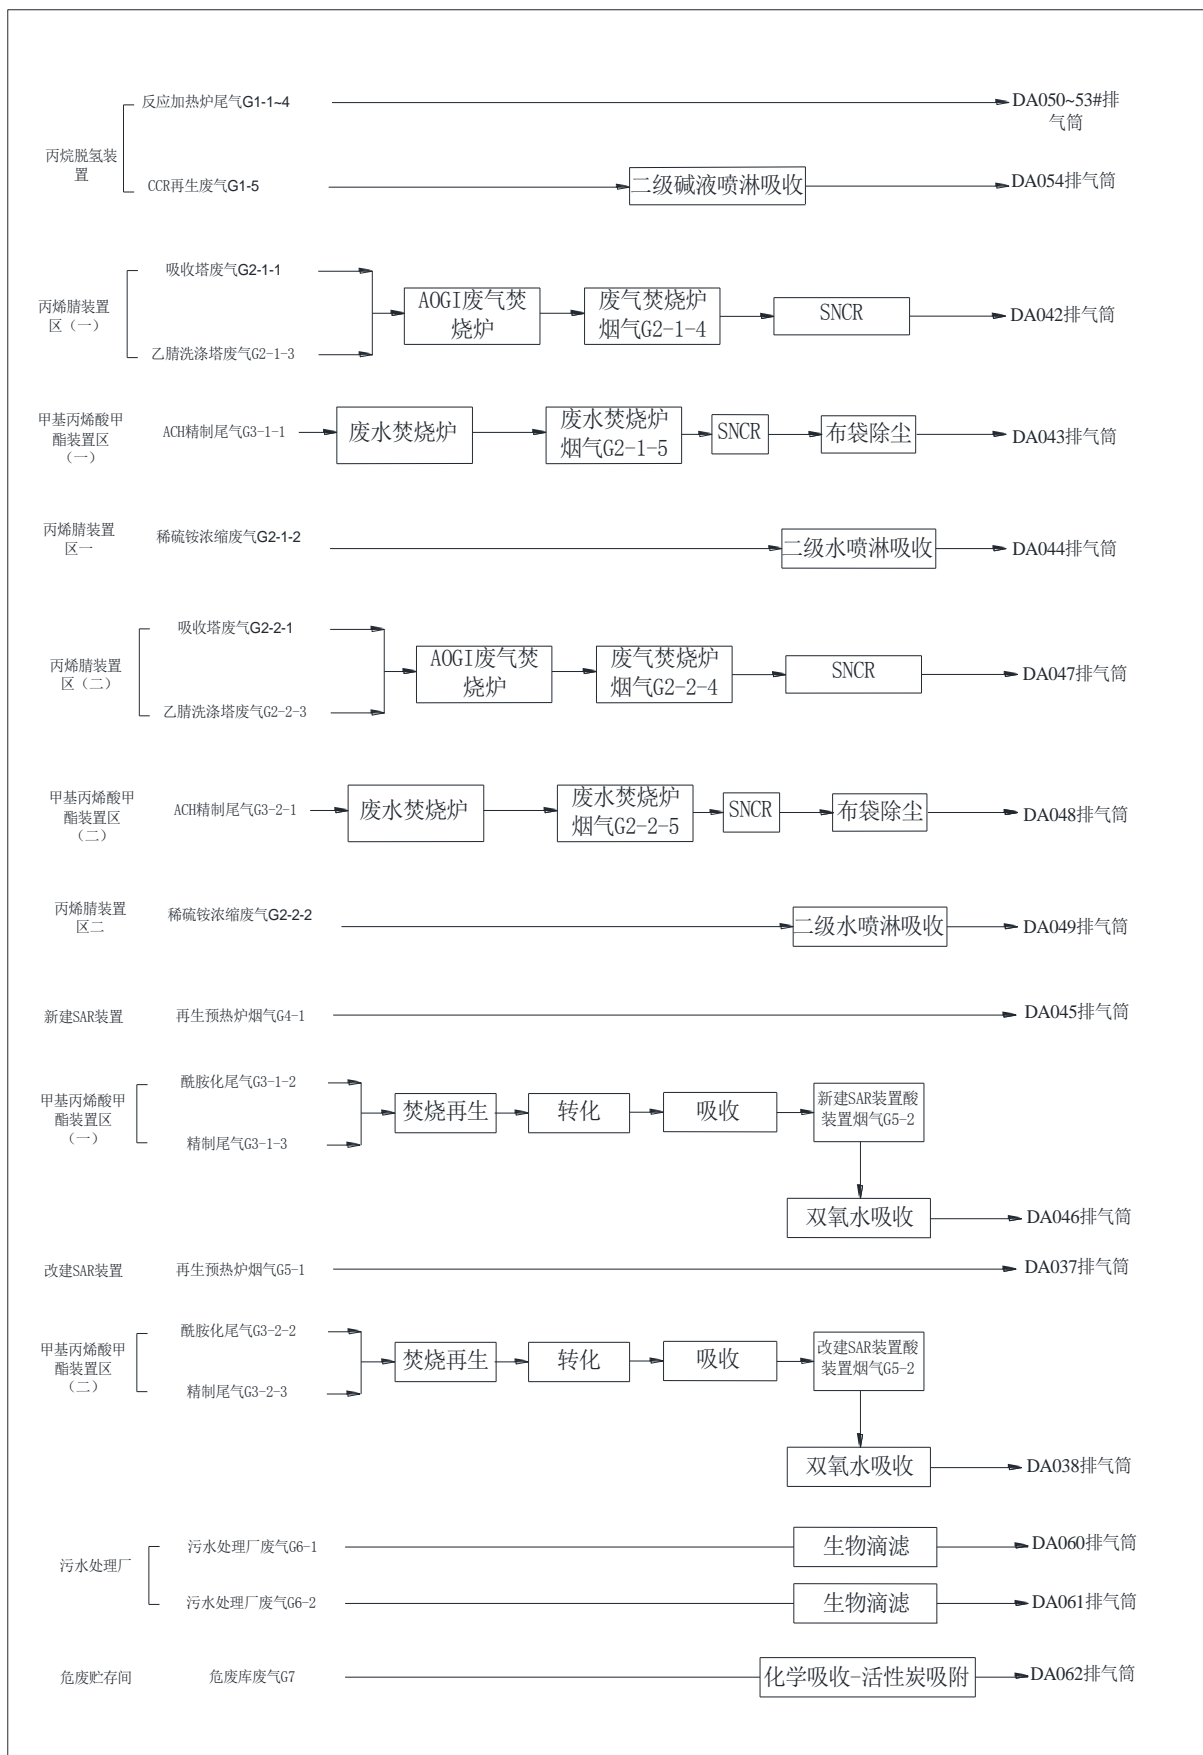 反应加热炉尾气G1-1~4
DA050~53#排
气筒
丙烷脱氢装
置
CCR再生废气G1-5
二级碱液喷淋吸收
DA054排气筒
吸收塔废气G2-1-1
丙烯腈装置
区（一）
AOGI废气焚
烧炉
废气焚烧炉
烟气G2-1-4
SNCR
DA042排气筒
乙腈洗涤塔废气G2-1-3
甲基丙烯酸甲
酯装置区
（一）
ACH精制尾气G3-1-1
废水焚烧炉
废水焚烧炉
烟气G2-1-5
SNCR
布袋除尘
DA043排气筒
丙烯腈装置
区一
稀硫铵浓缩废气G2-1-2
二级水喷淋吸收
DA044排气筒
吸收塔废气G2-2-1
丙烯腈装置
区（二）
AOGI废气焚
烧炉
废气焚烧炉
烟气G2-2-4
SNCR
DA047排气筒
乙腈洗涤塔废气G2-2-3
甲基丙烯酸甲
酯装置区
（二）
ACH精制尾气G3-2-1
废水焚烧炉
废水焚烧炉
烟气G2-2-5
SNCR
布袋除尘
DA048排气筒
丙烯腈装置
区二
稀硫铵浓缩废气G2-2-2
二级水喷淋吸收
DA049排气筒
新建SAR装置
再生预热炉烟气G4-1
DA045排气筒
甲基丙烯酸甲
酯装置区
（一）
酰胺化尾气G3-1-2
精制尾气G3-1-3
焚烧再生
转化
吸收
新建SAR装置酸
装置烟气G5-2
双氧水吸收
DA046排气筒
改建SAR装置
再生预热炉烟气G5-1
DA037排气筒
甲基丙烯酸甲
酯装置区
（二）
酰胺化尾气G3-2-2
精制尾气G3-2-3
焚烧再生
转化
吸收
改建SAR装置酸
装置烟气G5-2
双氧水吸收
DA038排气筒
污水处理厂
污水处理厂废气G6-1
生物滴滤
DA060排气筒
污水处理厂废气G6-2
生物滴滤
DA061排气筒
危废贮存间
危废库废气G7
化学吸收-活性炭吸附
DA062排气筒